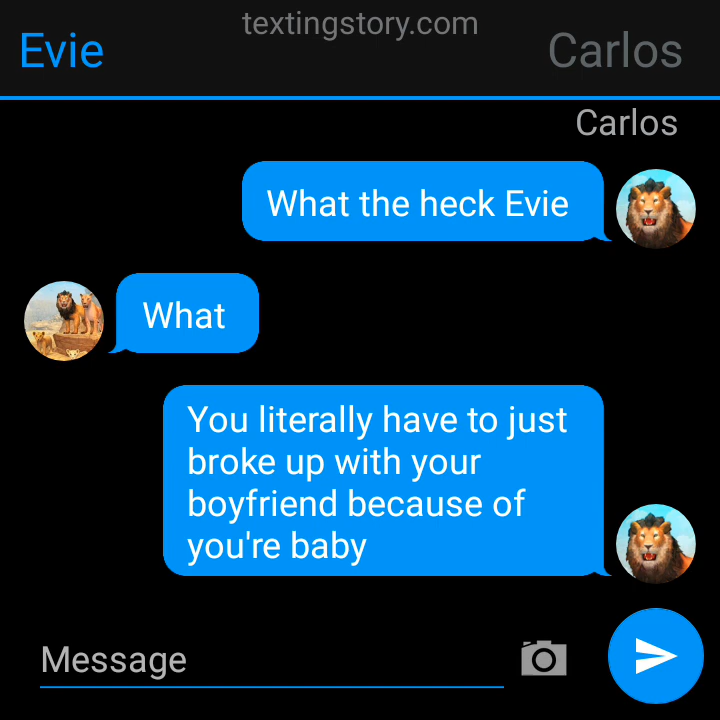 textingstory.com
Evie
Carlos
Carlos
What the heck Evie
What
You literally have to just
broke up with your
boyfriend because of
you're baby
Message